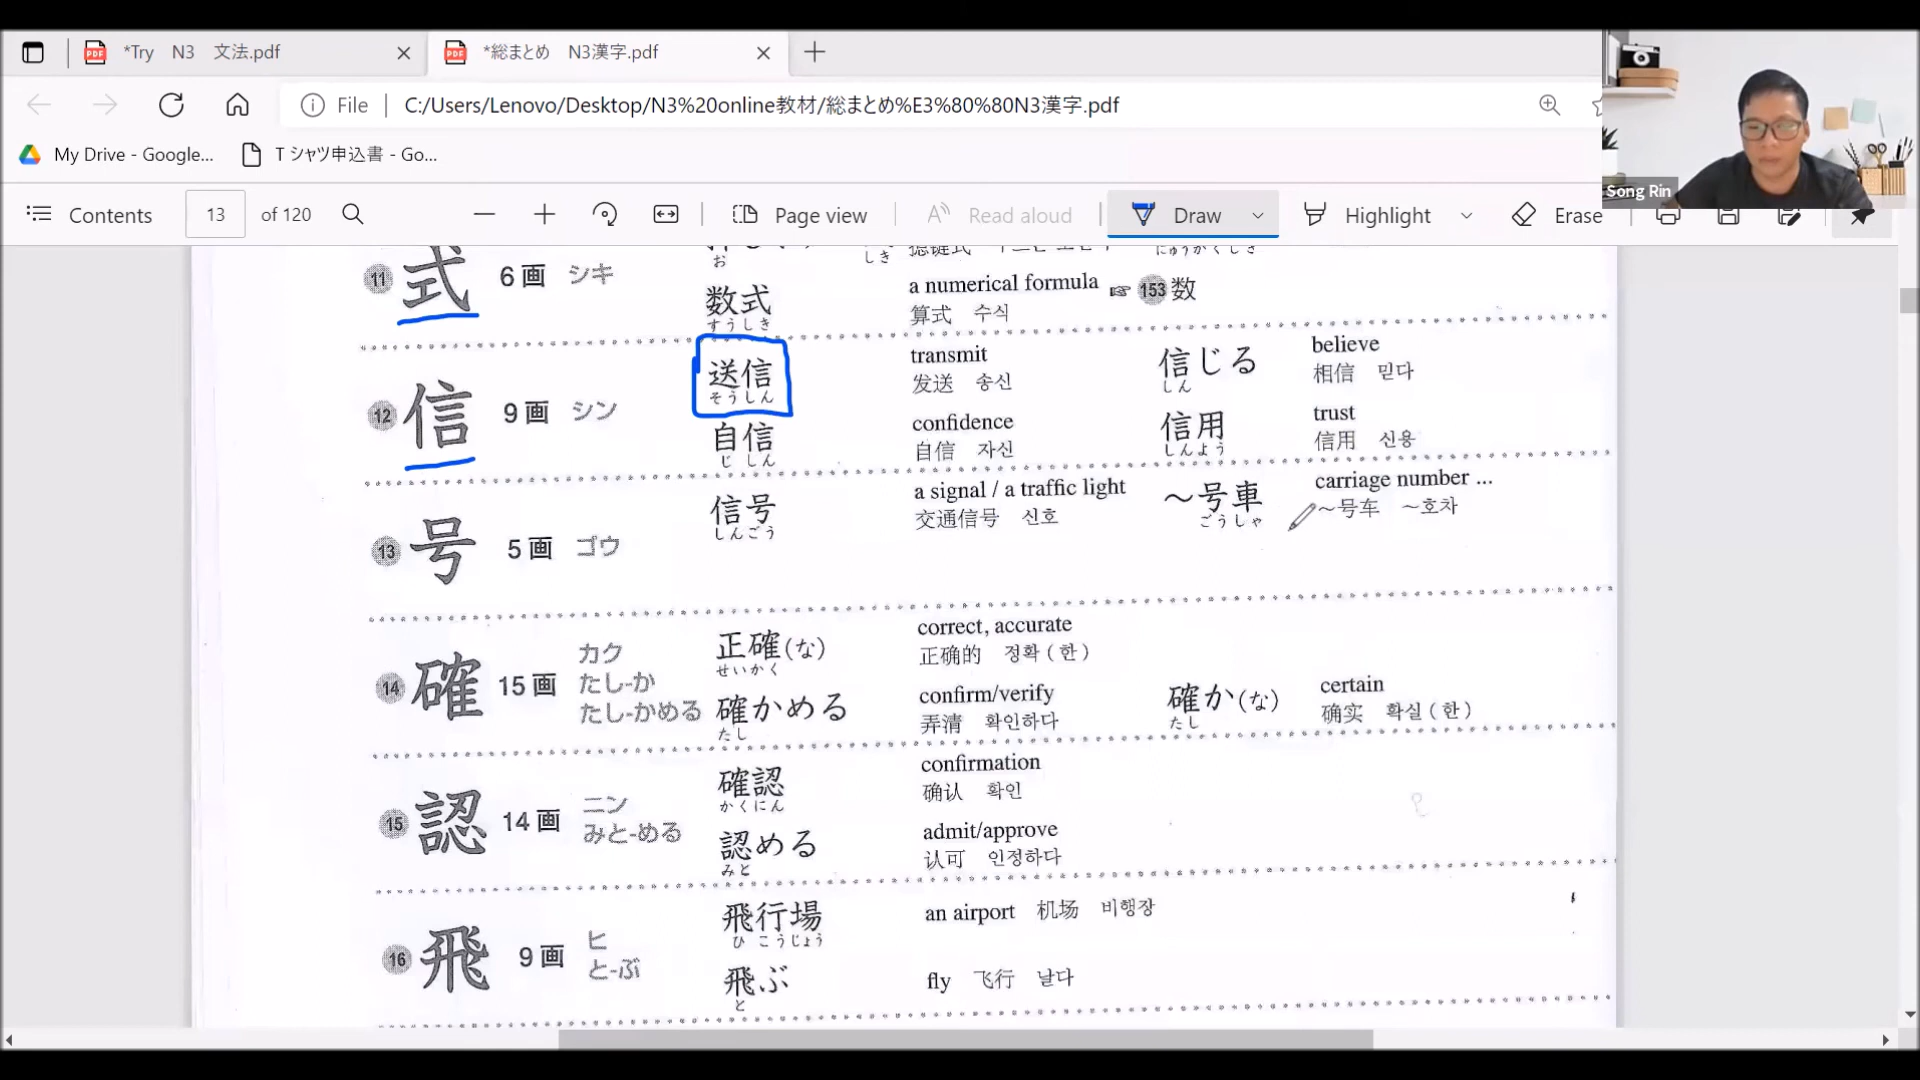 *Try N3 文法.pdf
*総まとめ N3漢字.pdf
File C:/Users/Lenovo/Desktop/N3%20online教材/総まとめ%E3%80%80N3漢字.pdf
My Drive - Google... Tシャツ申込書 - Go...
Contents 13 of 120 Page view Read aloud Draw Highlight Erase
Song Rin
11 式 6画 シキ
お
しき
にゅうがくしき
数式 a numerical formula ☞ 153 数
すうしき 算式 수식
12 信 9画 シン
送信 transmit 信じる believe
そうしん 发送 송신 しん 相信 믿다
自信 confidence 信用 trust
じしん 自信 자신 しんよう 信用 신용
13 号 5画 ゴウ
信号 a signal / a traffic light ～号車 carriage number ...
しんごう 交通信号 신호 ごうしゃ ～号车 ～호차
14 確 15画 カク
たし-か
たし-かめる
正確(な) correct, accurate
せいかく 正确的 정확(한)
確かめる confirm/verify 確か(な) certain
たし 弄清 확인하다 たし 确实 확실(한)
15 認 14画 ニン
みと-める
確認 confirmation
かくにん 确认 확인
認める admit/approve
みと 认可 인정하다
16 飛 9画 ヒ
と-ぶ
飛行場 an airport 机场 비행장
ひこうじょう
飛ぶ fly 飞行 날다
と